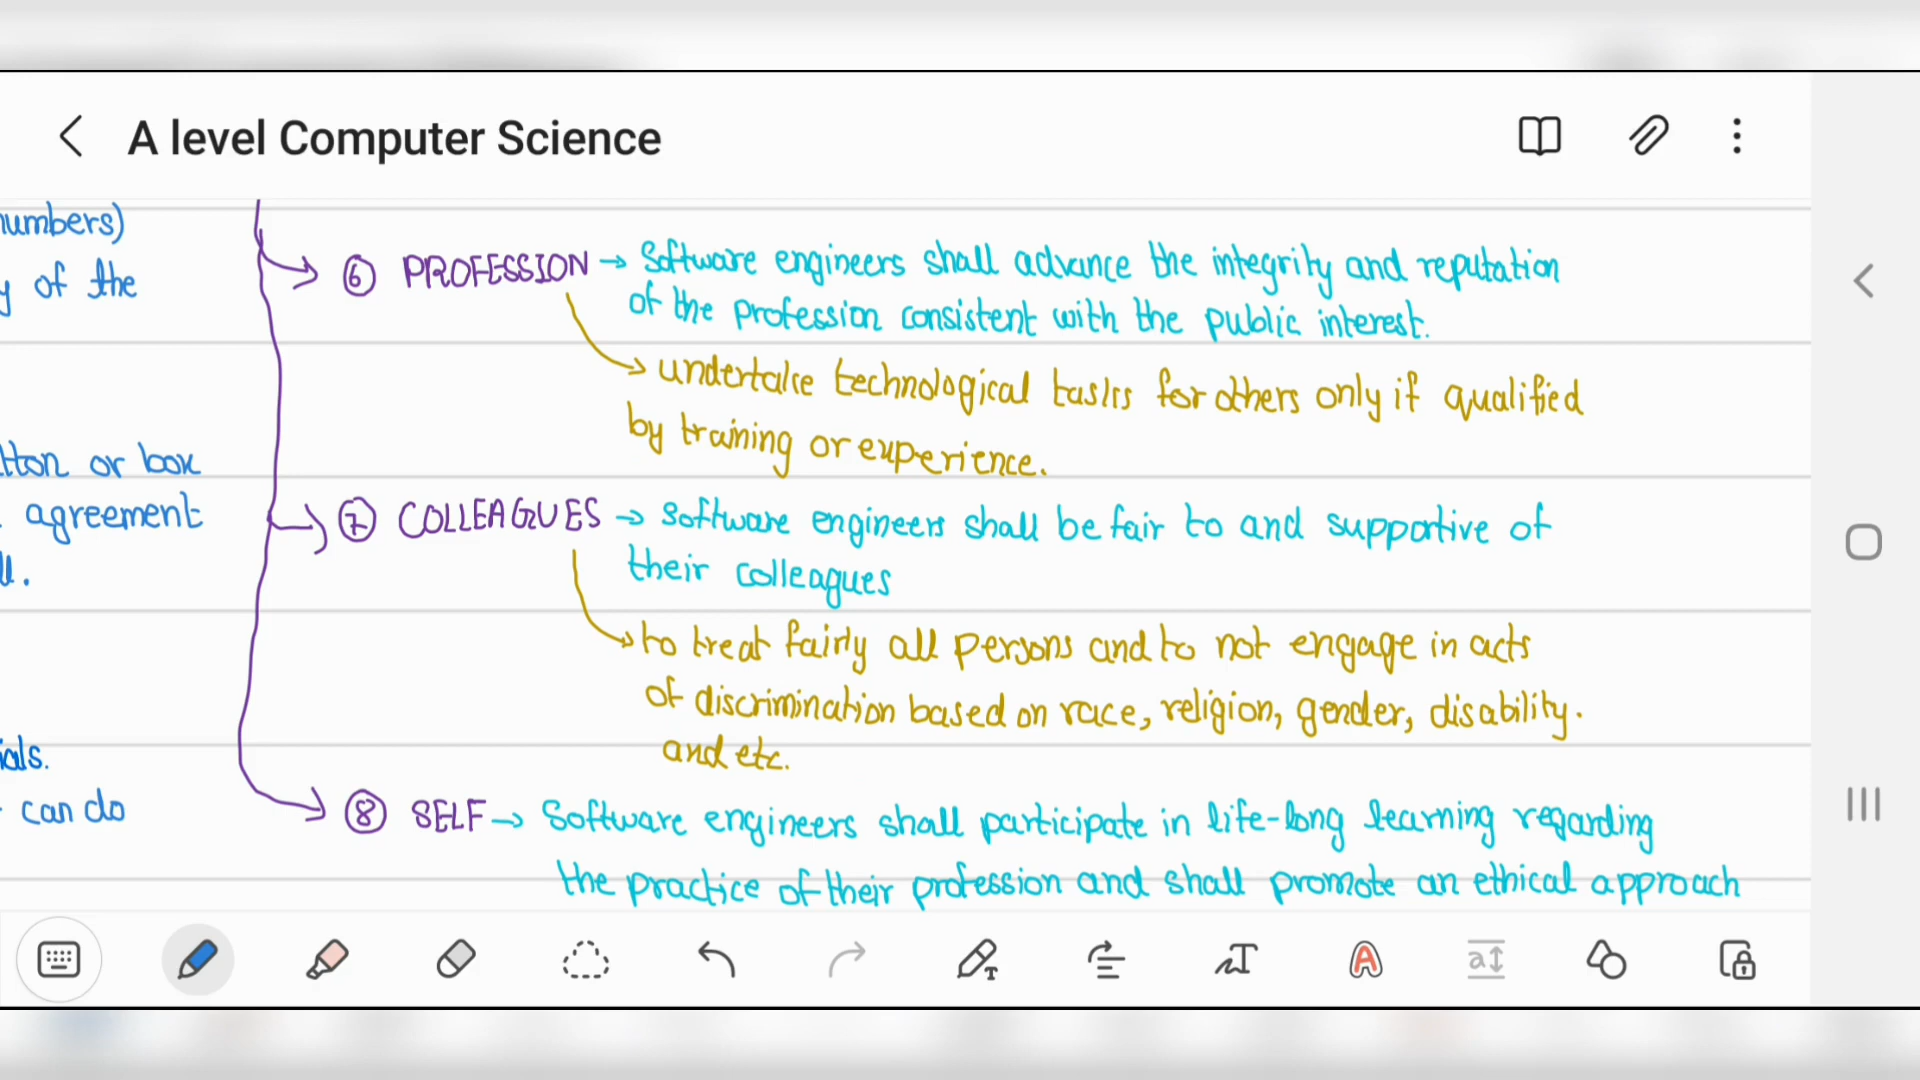 A level Computer Science
numbers)
y of the
tton or box
agreement
ials.
can do
⑥ PROFESSION → Software engineers shall advance the integrity and reputation
of the profession consistent with the public interest.
→ undertake technological tasks for others only if qualified
by training or experience.
⑦ COLLEAGUES → Software engineers shall be fair to and supportive of
their colleagues
→ to treat fairly all persons and to not engage in acts
of discrimination based on race, religion, gender, disability.
and etc.
⑧ SELF → Software engineers shall participate in life-long learning regarding
the practice of their profession and shall promote an ethical approach